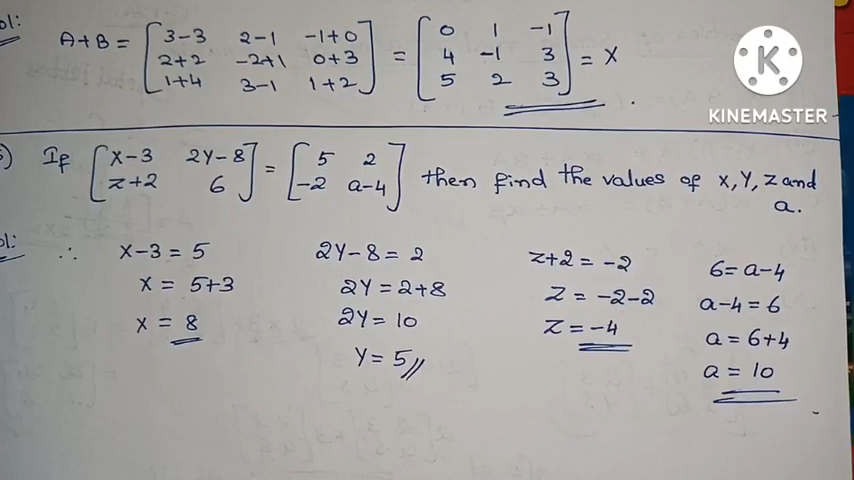 ol:
A+B = [3-3 2-1 -1+0
2+2 -2+1 0+3
1+4 3-1 1+2] = [0 1 -1
4 -1 3
5 2 3] = X
KINEMASTER
) If [x-3 2Y-8
z+2 6] = [5 2
-2 a-4] then find the values of x, Y, z and
a.
ol:
∴ x-3 = 5
x = 5+3
x = 8
2Y-8 = 2
2Y = 2+8
2Y = 10
Y = 5//
z+2 = -2
z = -2-2
z = -4
6 = a-4
a-4 = 6
a = 6+4
a = 10